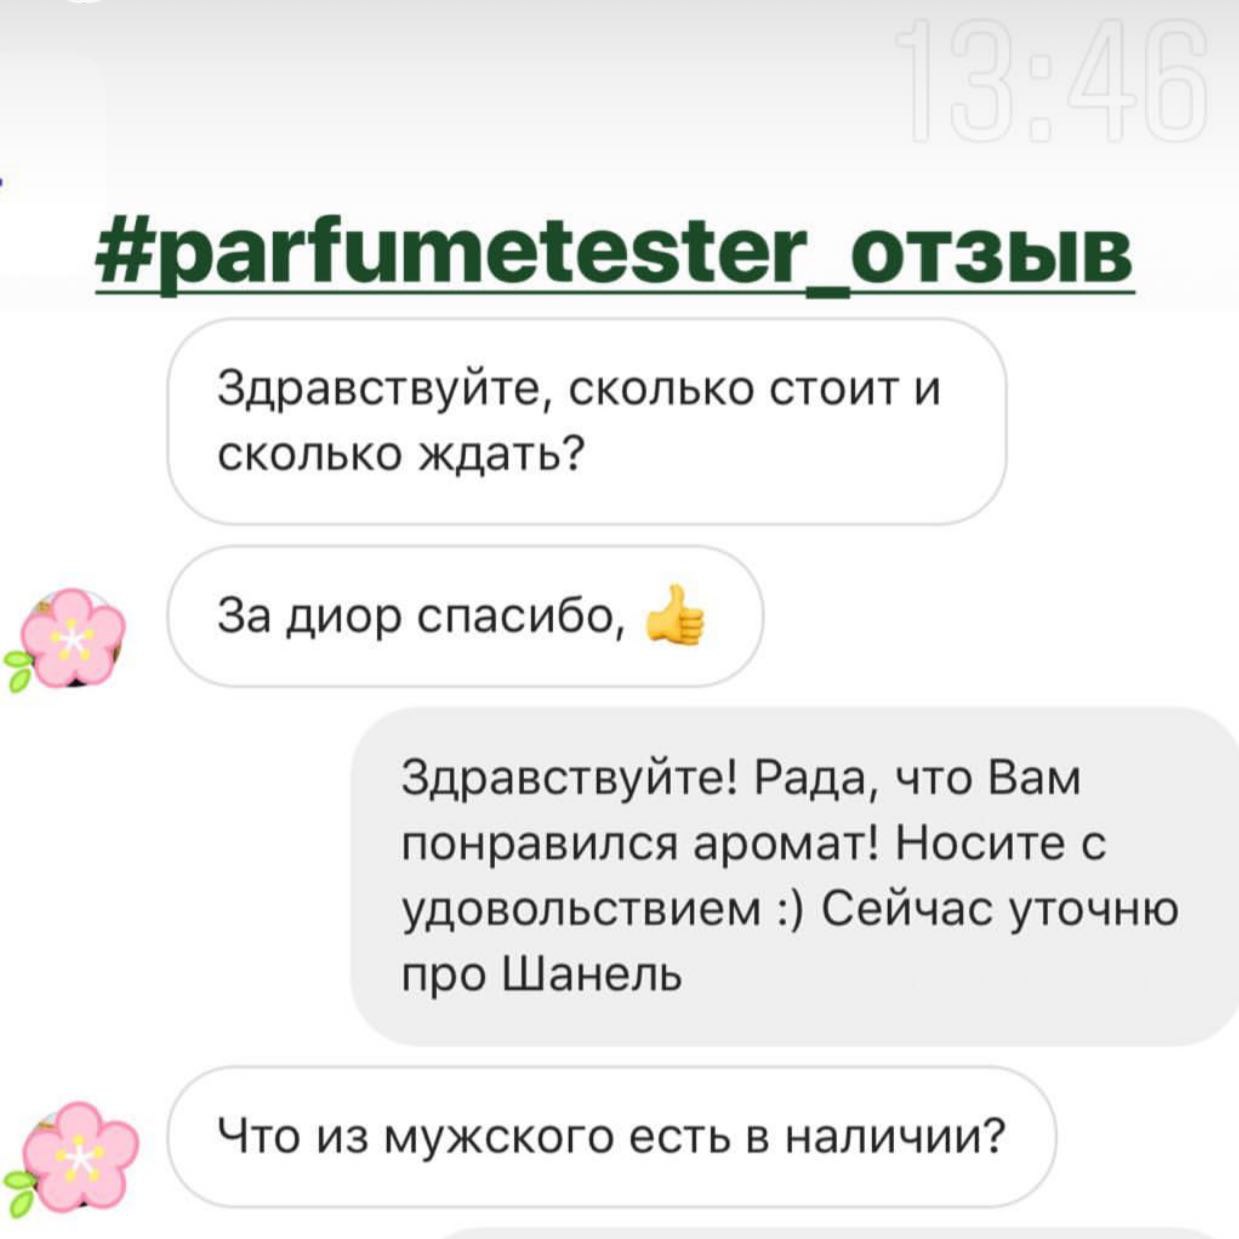 13:46
#parfumetester_отзыв
Здравствуйте, сколько стоит и
сколько ждать?
За диор спасибо, 👍
Здравствуйте! Рада, что Вам
понравился аромат! Носите с
удовольствием :) Сейчас уточню
про Шанель
Что из мужского есть в наличии?